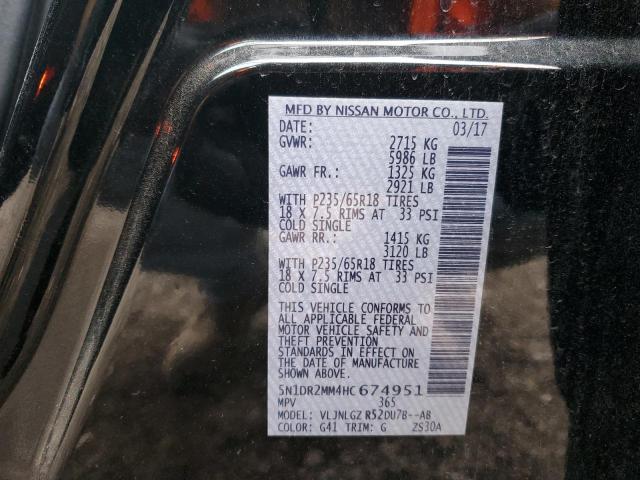 MFD BY NISSAN MOTOR CO., LTD.
DATE: 03/17
GVWR: 2715 KG
5986 LB
GAWR FR.: 1325 KG
2921 LB
WITH P235/65R18 TIRES
18 X 7.5 RIMS AT 33 PSI
COLD SINGLE
GAWR RR.: 1415 KG
3120 LB
WITH P235/65R18 TIRES
18 X 7.5 RIMS AT 33 PSI
COLD SINGLE
THIS VEHICLE CONFORMS TO
ALL APPLICABLE FEDERAL
MOTOR VEHICLE SAFETY AND
THEFT PREVENTION
STANDARDS IN EFFECT ON
THE DATE OF MANUFACTURE
SHOWN ABOVE
5N1DR2MM4HC674951
MPV 365
MODEL: VLJNLGZ R52DU7B--AB
COLOR: G41 TRIM: G ZS30A